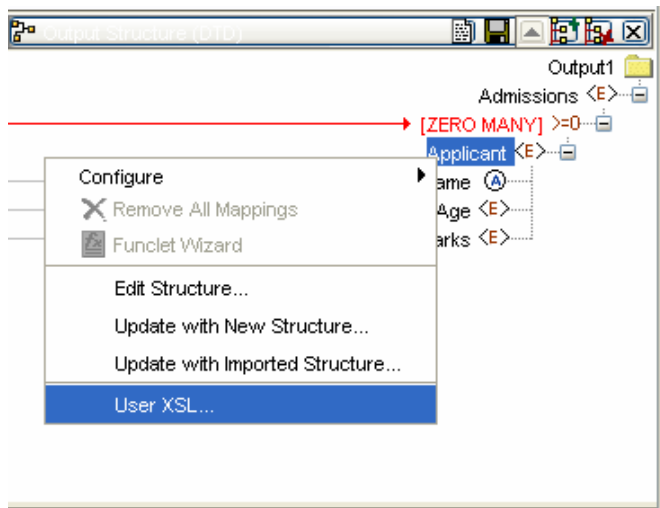 Output Structure (DTD)
Output1
Admissions <E>
[ZERO MANY] >=0
Applicant <E>
Configure
ame A
Remove All Mappings
Age <E>
Funclet Wizard
arks <E>
Edit Structure...
Update with New Structure...
Update with Imported Structure...
User XSL...